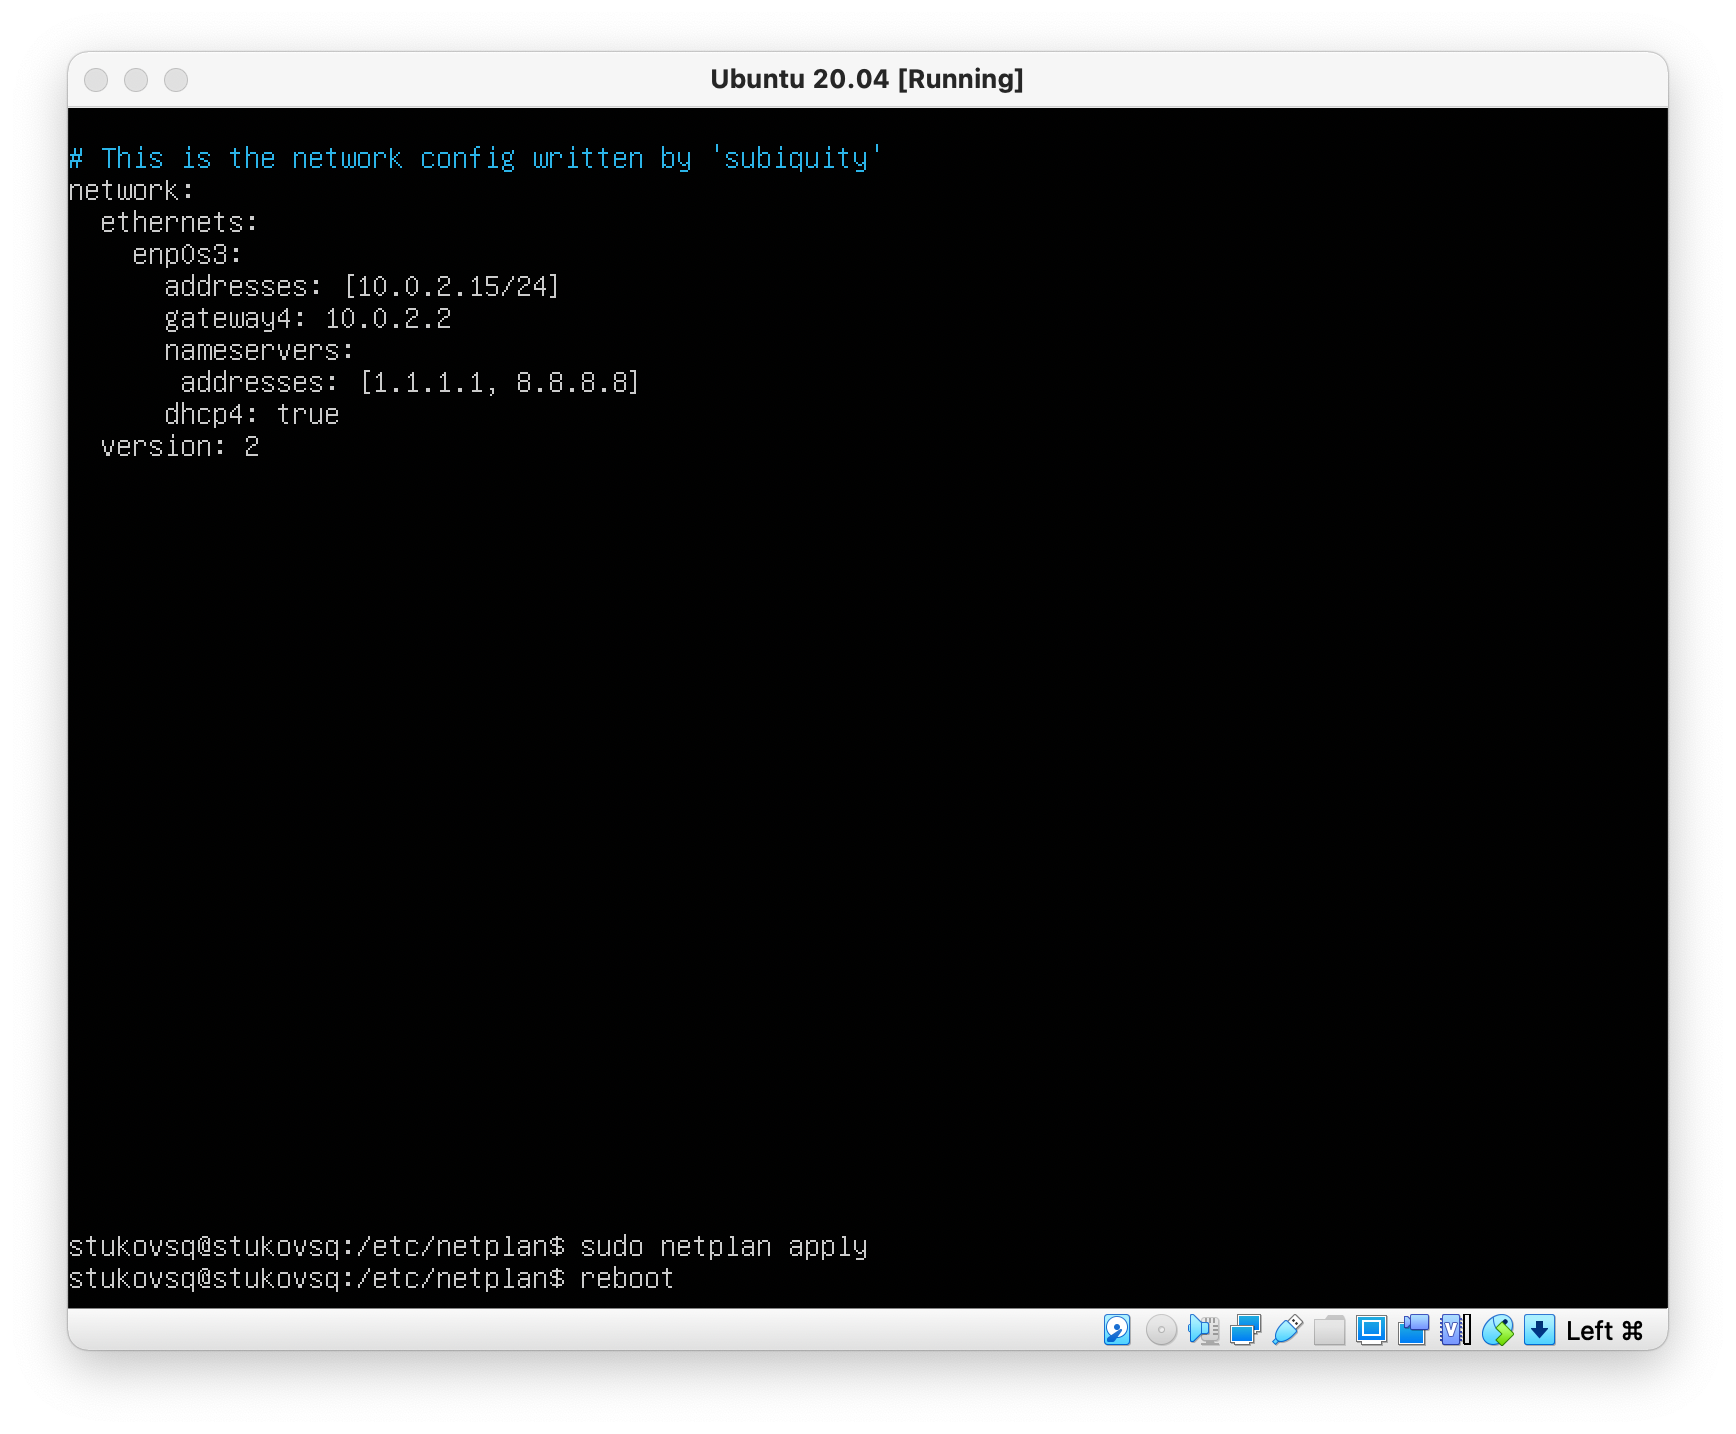 Ubuntu 20.04 [Running]
# This is the network config written by 'subiquity'
network:
  ethernets:
    enp0s3:
      addresses: [10.0.2.15/24]
      gateway4: 10.0.2.2
      nameservers:
       addresses: [1.1.1.1, 8.8.8.8]
      dhcp4: true
  version: 2
stukovsq@stukovsq:/etc/netplan$ sudo netplan apply
stukovsq@stukovsq:/etc/netplan$ reboot
Left ⌘